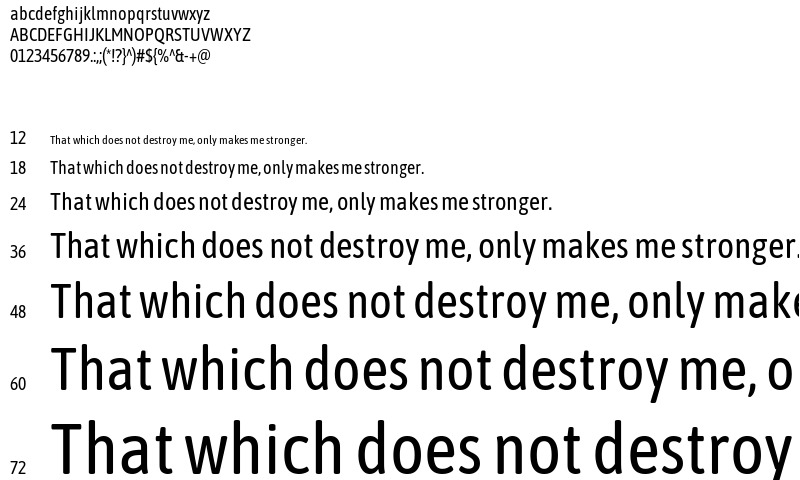 abcdefghijklmnopqrstuvwxyz
ABCDEFGHIJKLMNOPQRSTUVWXYZ
0123456789.:,;(*!?}^)#${%^&-+@
12 That which does not destroy me, only makes me stronger.
18 That which does not destroy me, only makes me stronger.
24 That which does not destroy me, only makes me stronger.
36 That which does not destroy me, only makes me stronger.
48 That which does not destroy me, only make
60 That which does not destroy me, o
72 That which does not destroy